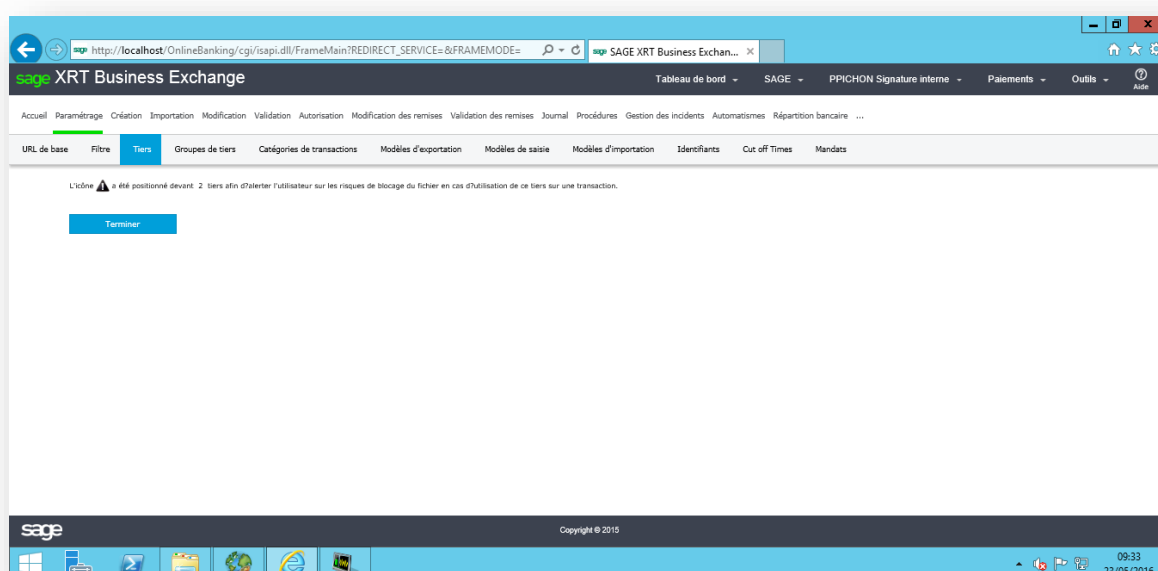 http://localhost/OnlineBanking/cgi/isapi.dll/FrameMain?REDIRECT_SERVICE=&FRAMEMODE=
sage SAGE XRT Business Exchan...
sage XRT Business Exchange
Tableau de bord SAGE PPICHON Signature interne Paiements Outils Aide
Accueil Paramétrage Création Importation Modification Validation Autorisation Modification des remises Validation des remises Journal Procédures Gestion des incidents Automatismes Répartition bancaire ...
URL de base Filtre Tiers Groupes de tiers Catégories de transactions Modèles d'exportation Modèles de saisie Modèles d'importation Identifiants Cut off Times Mandats
L'icône a été positionné devant 2 tiers afin d?alerter l'utilisateur sur les risques de blocage du fichier en cas d?utilisation de ce tiers sur une transaction.
Terminer
sage
Copyright © 2015
09:33
23/05/2016